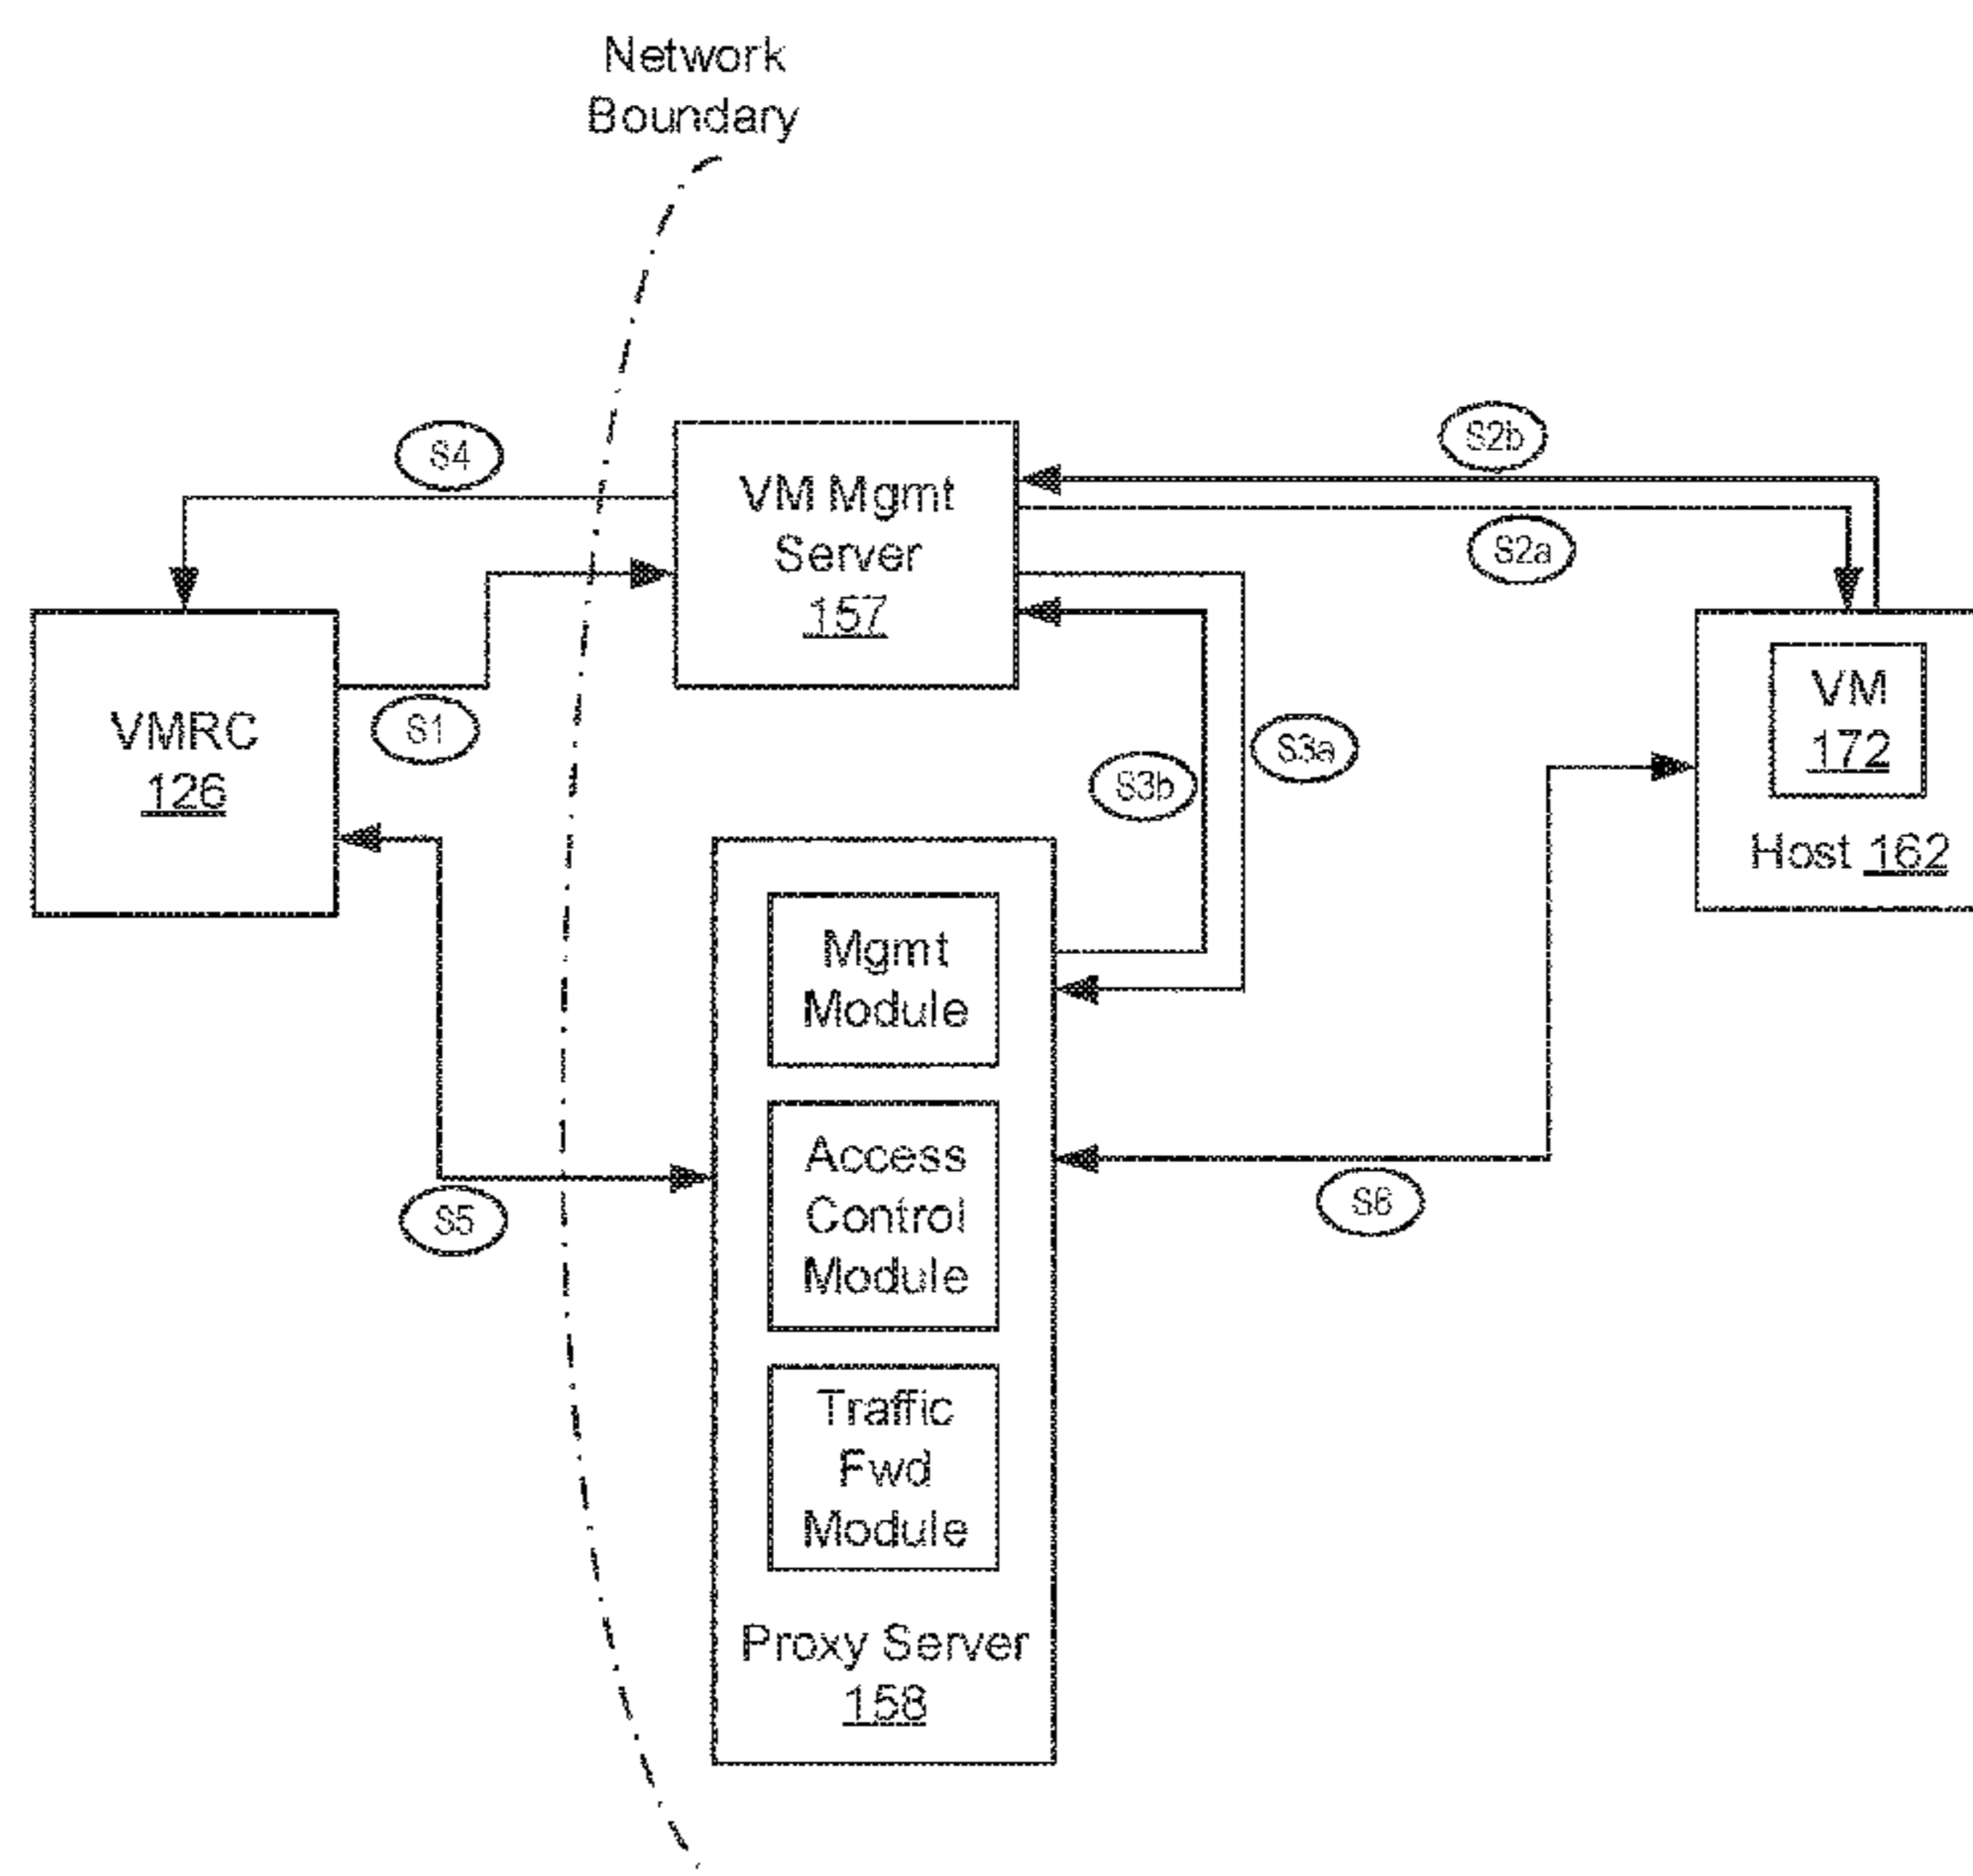 Network
Boundary
S4
VM Mgmt
Server
157
S2b
S2a
VMRC
126
S1
VM
172
Host 162
S3a
S3b
Mgmt
Module
Access
Control
Module
S5
S6
Traffic
Fwd
Module
Proxy Server
158